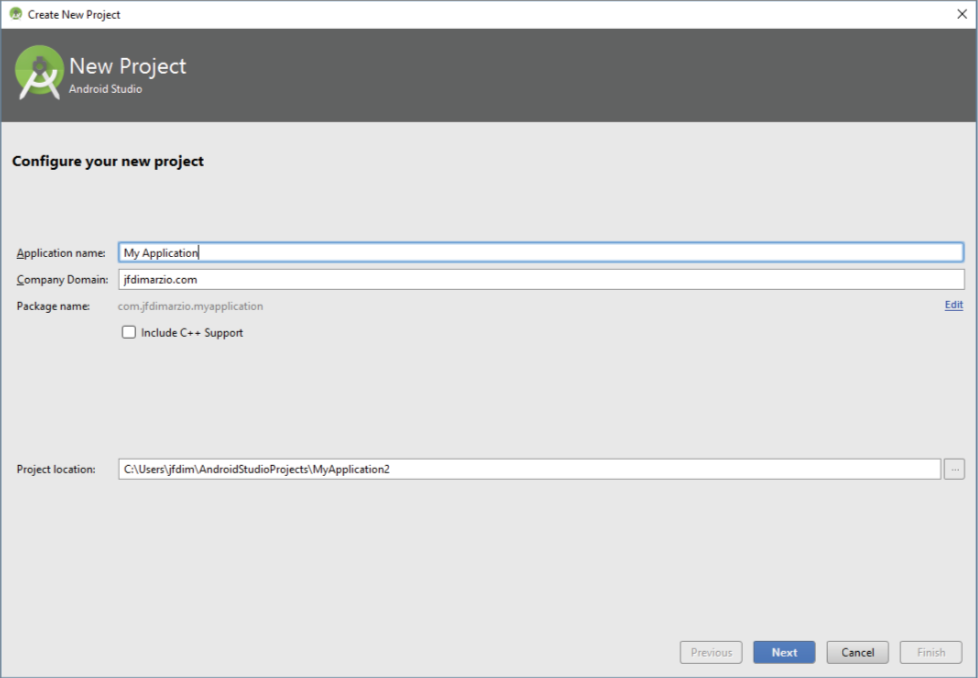 Create New Project
New Project
Android Studio
Configure your new project
Application name: My Application
Company Domain: jfdimarzio.com
Package name: com.jfdimarzio.myapplication Edit
Include C++ Support
Project location: C:\Users\jfdim\AndroidStudioProjects\MyApplication2 ...
Previous Next Cancel Finish